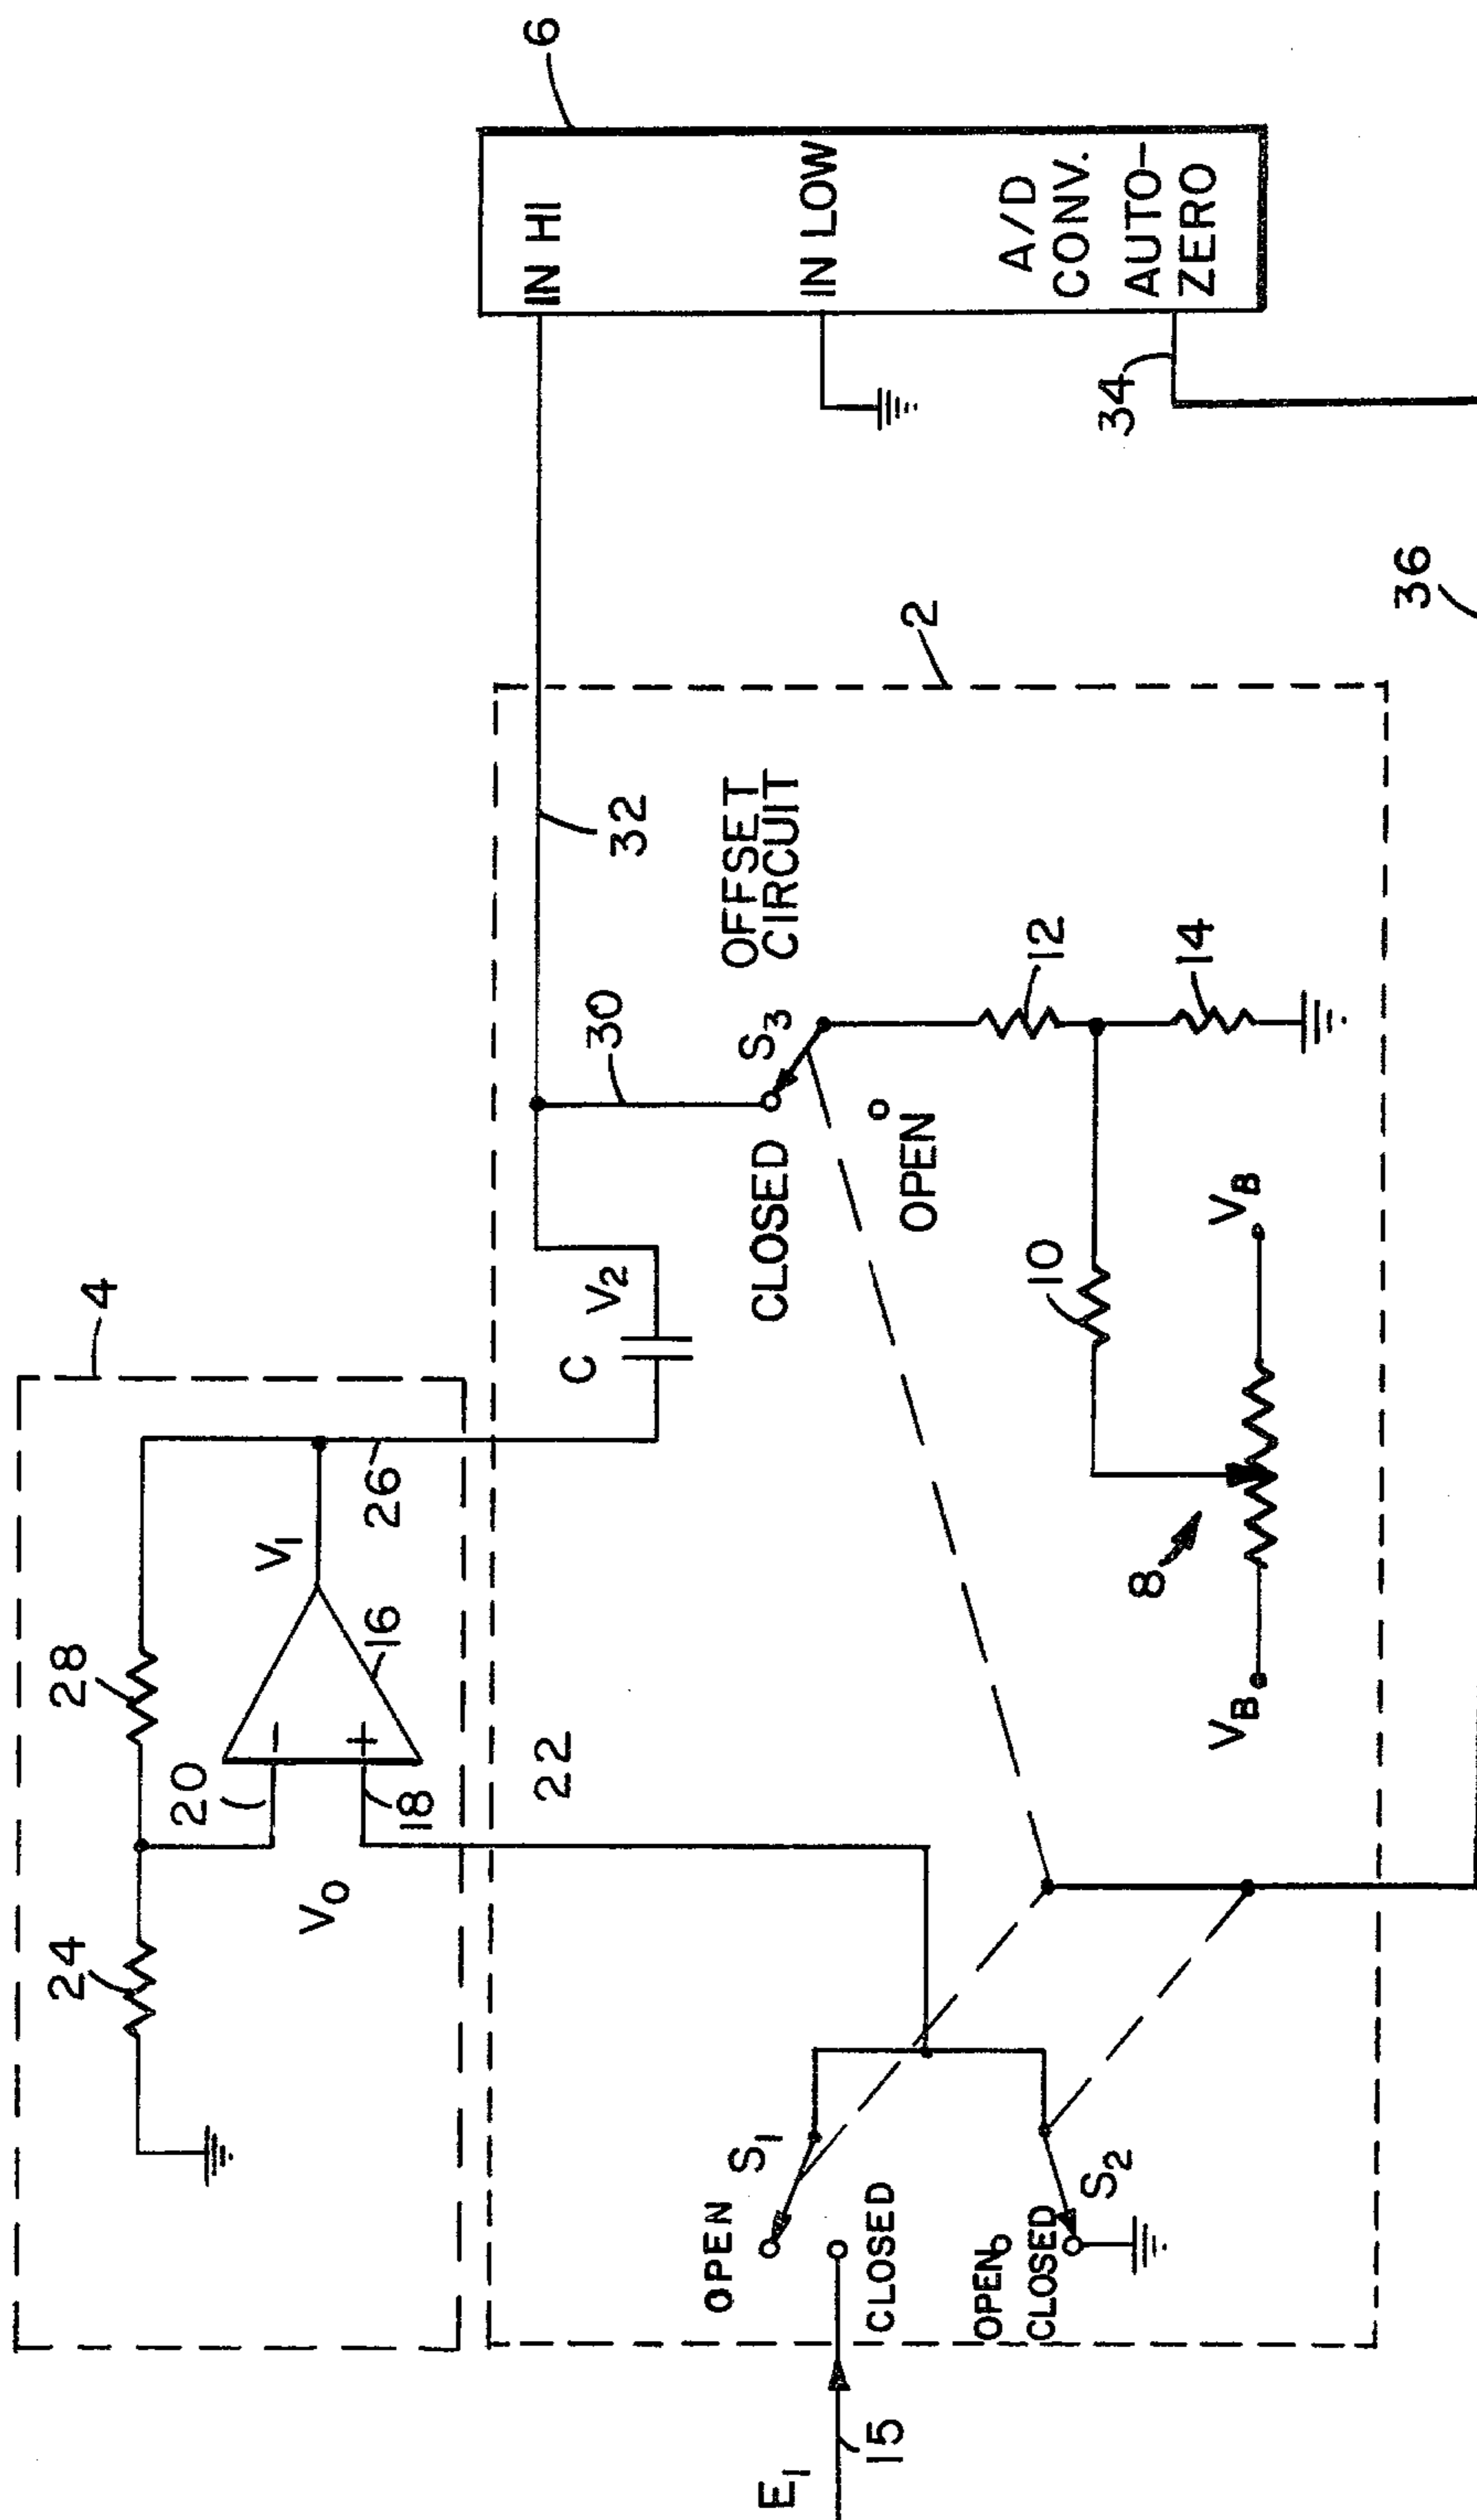 4
24
28
20
V0
−
+
16
18
V1
26
22
C
V2
30
32
6
IN HI
IN LOW
A/D
CONV.
AUTO-
ZERO
34
36
2
OFFSET
CIRCUIT
S3
CLOSED
OPEN
12
14
10
8
VB
VB
S1
OPEN
CLOSED
OPEN
CLOSED
S2
E1
15